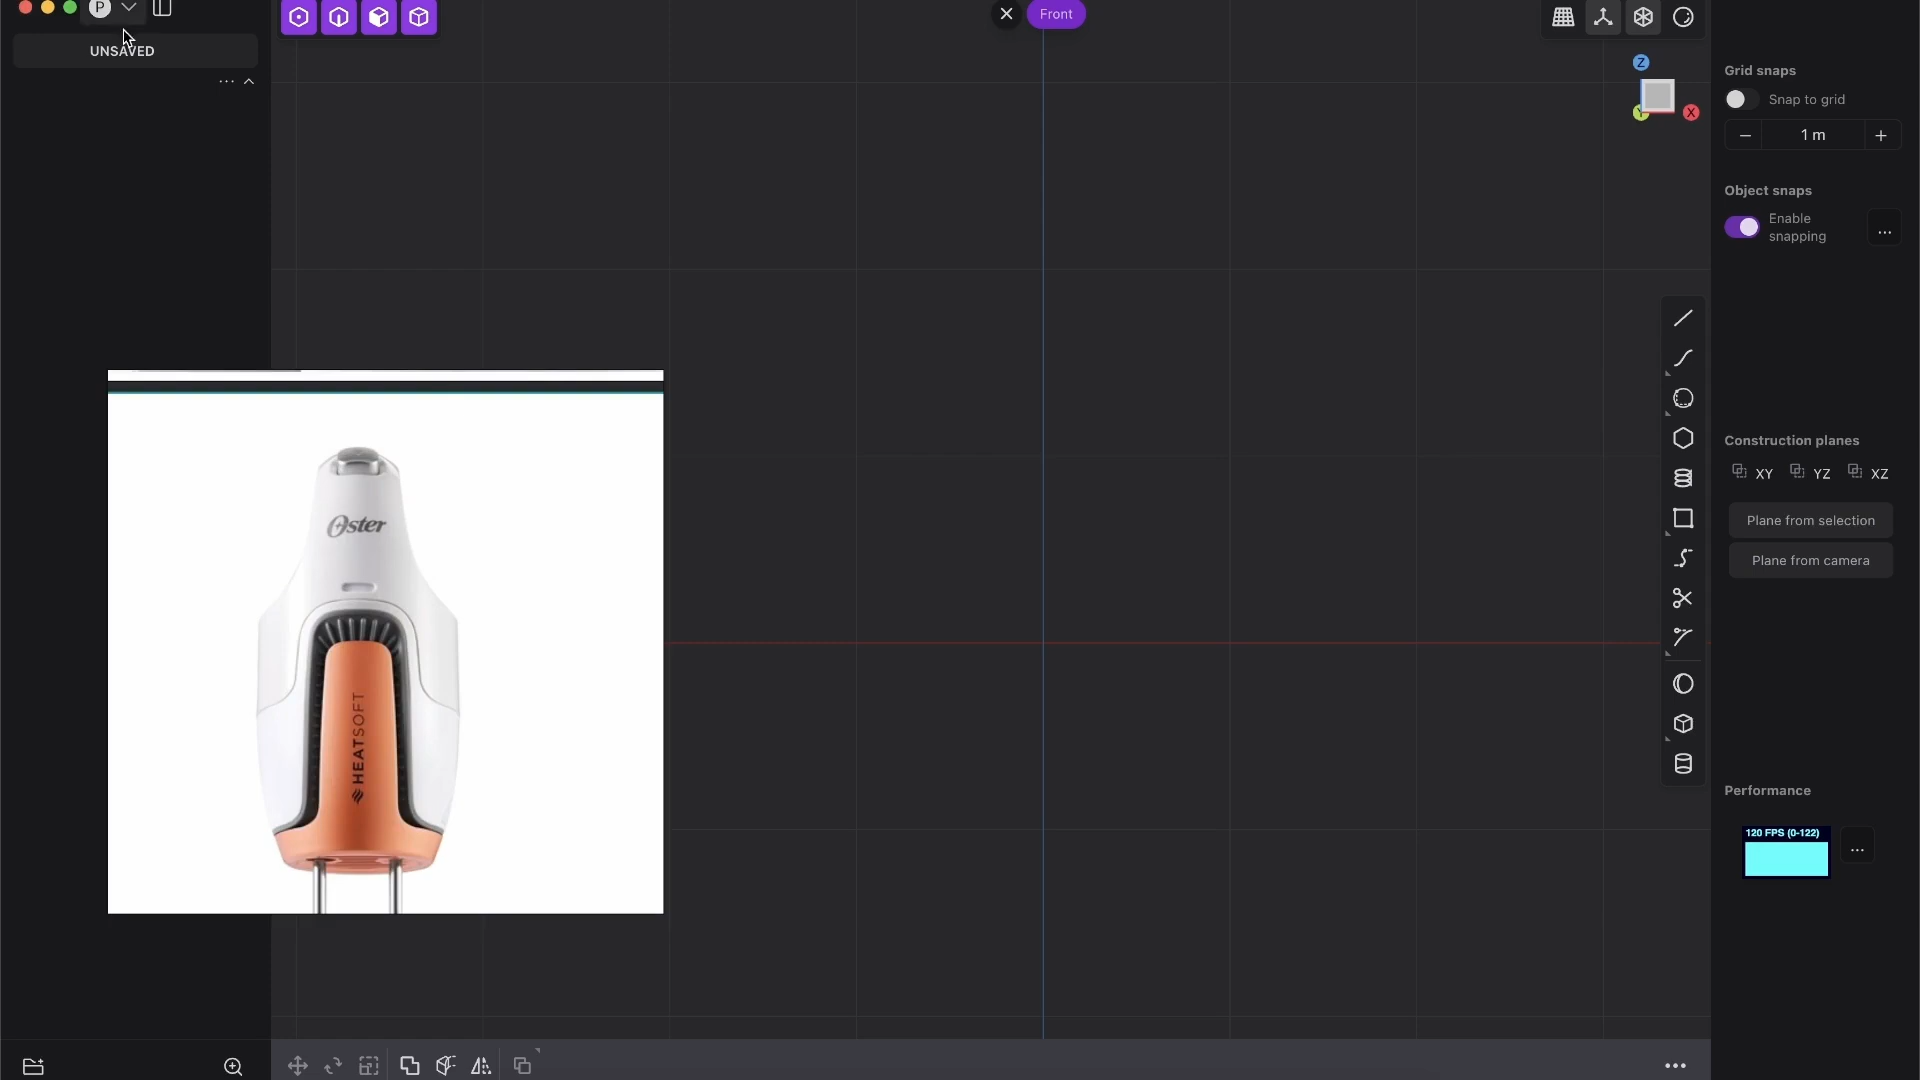 P
UNSAVED
Front
Z
Y
X
Grid snaps
Snap to grid
1 m
Object snaps
Enable
snapping
Construction planes
XY YZ XZ
Plane from selection
Plane from camera
Performance
120 FPS (0-122)
Oster
HEATSOFT